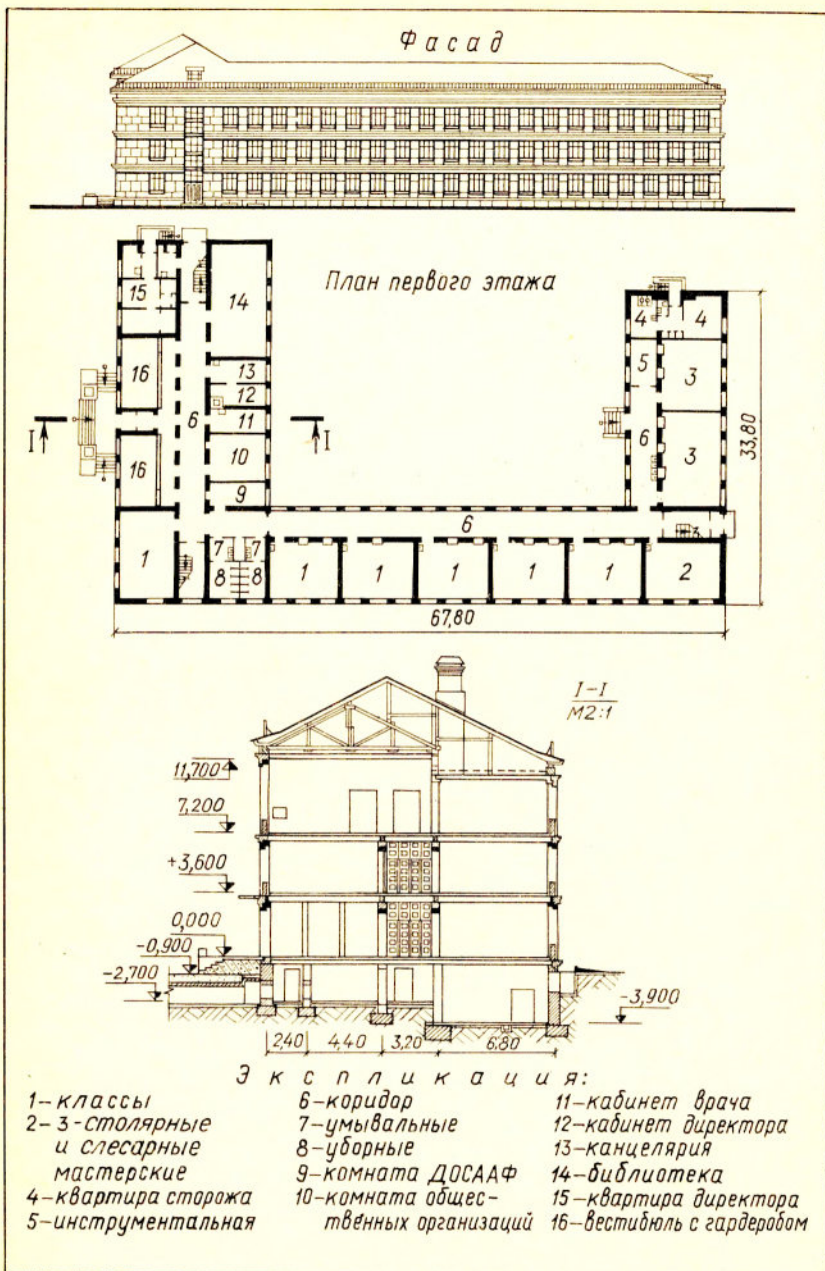 Фасад
План первого этажа
15
14
4
4
16
13
5
3
12
6
11
I
I
10
6
3
33,80
16
9
6
1
7
7
8
8
1
1
1
1
1
2
67,80
I-I
М2:1
11,700
7,200
+3,600
0,000
-0,900
-2,700
-3,900
2,40
4,40
3,20
6,80
Экспликация:
1-классы
2-3-столярные
и слесарные
мастерские
4-квартира сторожа
5-инструментальная
6-коридор
7-умывальные
8-уборные
9-комната ДОСААФ
10-комната общес-
твенных организаций
11-кабинет врача
12-кабинет директора
13-канцелярия
14-библиотека
15-квартира директора
16-вестибюль с гардеробом